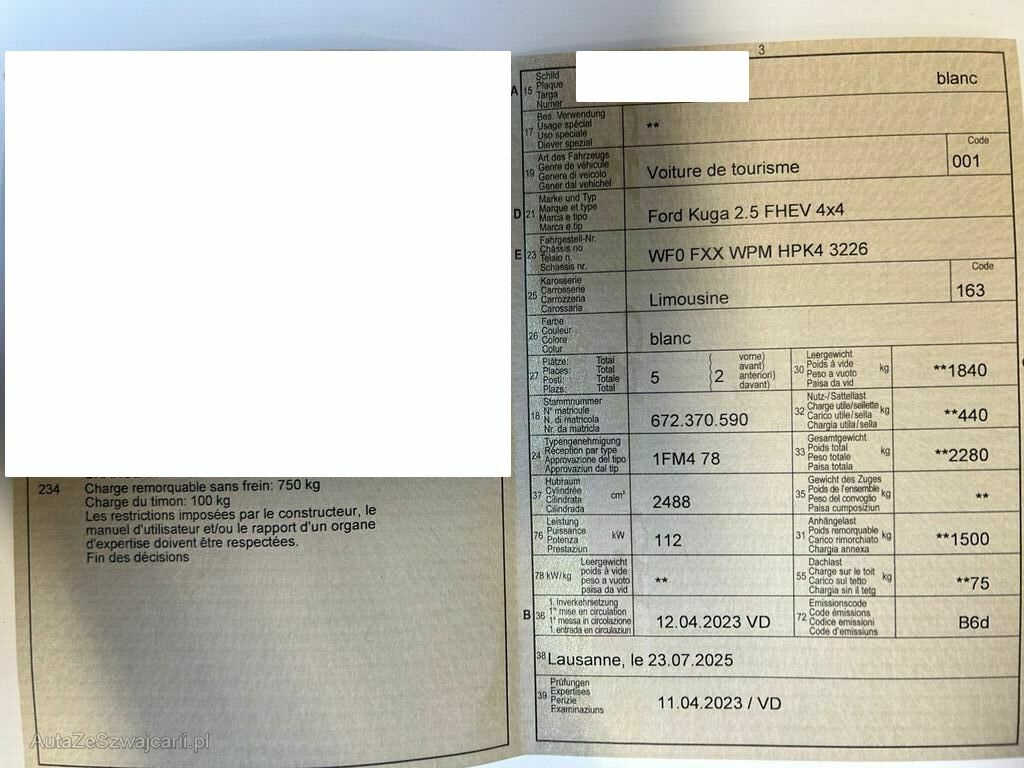 3
A 15 Schild
Plaque
Targa
Numer
blanc
17 Bes. Verwendung
Usage spécial
Uso speciale
Diever spezial
**
19 Art des Fahrzeugs
Genre de véhicule
Genere di veicolo
Gener dal vehichel
Voiture de tourisme
Code
001
D 21 Marke und Typ
Marque et type
Marca e tipo
Marca e tip
Ford Kuga 2.5 FHEV 4x4
E 23 Fahrgestell-Nr.
Châssis no
Telaio n.
Schassis nr.
WF0 FXX WPM HPK4 3226
25 Karosserie
Carrosserie
Carrozzeria
Carossaria
Limousine
Code
163
26 Farbe
Couleur
Colore
Colur
blanc
27 Plätze: Total
Places: Total
Posti: Totale
Plazs: Total
5
( 2
vorne)
avant)
anteriori)
davant)
30 Leergewicht
Poids à vide
Peso a vuoto
Paisa da vid
kg
**1840
18 Stammnummer
N° matricule
N. di matricola
Nr. da matricla
672.370.590
32 Nutz-/Sattellast
Charge utile/sellette
Carico utile/sella
Chargia utila/sella
kg
**440
24 Typengenehmigung
Réception par type
Approvazione del tipo
Approvaziun dal tip
1FM4 78
33 Gesamtgewicht
Poids total
Peso totale
Paisa totala
kg
**2280
37 Hubraum
Cylindrée
Cilindrata
Cilindrada
cm³
2488
35 Gewicht des Zuges
Poids de l'ensemble
Peso del convoglio
Paisa cumposiziun
kg
**
76 Leistung
Puissance
Potenza
Prestaziun
kW
112
31 Anhängelast
Poids remorquable
Carico rimorchiato
Chargia annexa
kg
**1500
78 kW/kg
Leergewicht
poids à vide
peso a vuoto
paisa da vid
**
55 Dachlast
Charge sur le toit
Carico sul tetto
Chargia sin il tetg
kg
**75
B 36 1. Inverkehrsetzung
1re mise en circulation
1a messa in circolazione
1. entrada en circulaziun
12.04.2023 VD
72 Emissionscode
Code émissions
Codice emissioni
Code d'emissiuns
B6d
38 Lausanne, le 23.07.2025
39 Prüfungen
Expertises
Perizie
Examinaziuns
11.04.2023 / VD
234 Charge remorquable sans frein: 750 kg
Charge du timon: 100 kg
Les restrictions imposées par le constructeur, le
manuel d'utilisateur et/ou le rapport d'un organe
d'expertise doivent être respectées.
Fin des décisions
AutaZeSzwajcarii.pl